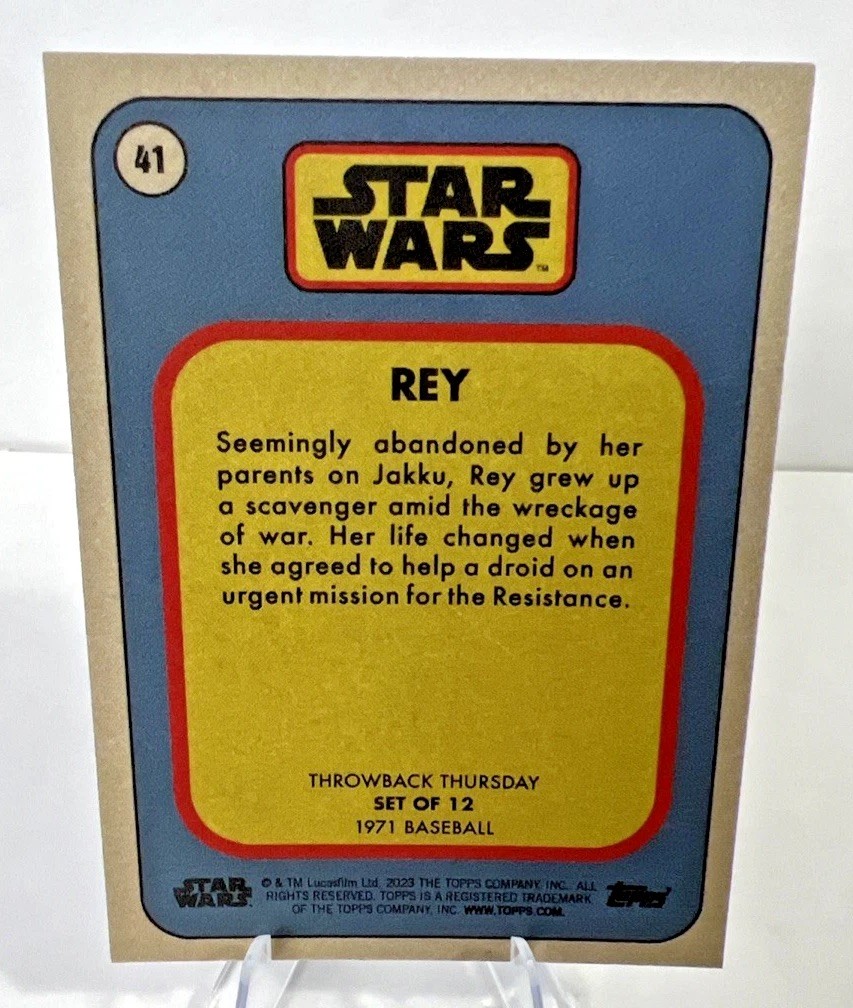 41
STAR
WARS
™
REY
Seemingly abandoned by her
parents on Jakku, Rey grew up
a scavenger amid the wreckage
of war. Her life changed when
she agreed to help a droid on an
urgent mission for the Resistance.
THROWBACK THURSDAY
SET OF 12
1971 BASEBALL
STAR
WARS
© & TM Lucasfilm Ltd. 2023 THE TOPPS COMPANY, INC. ALL
RIGHTS RESERVED. TOPPS IS A REGISTERED TRADEMARK
OF THE TOPPS COMPANY, INC. WWW.TOPPS.COM.
topps